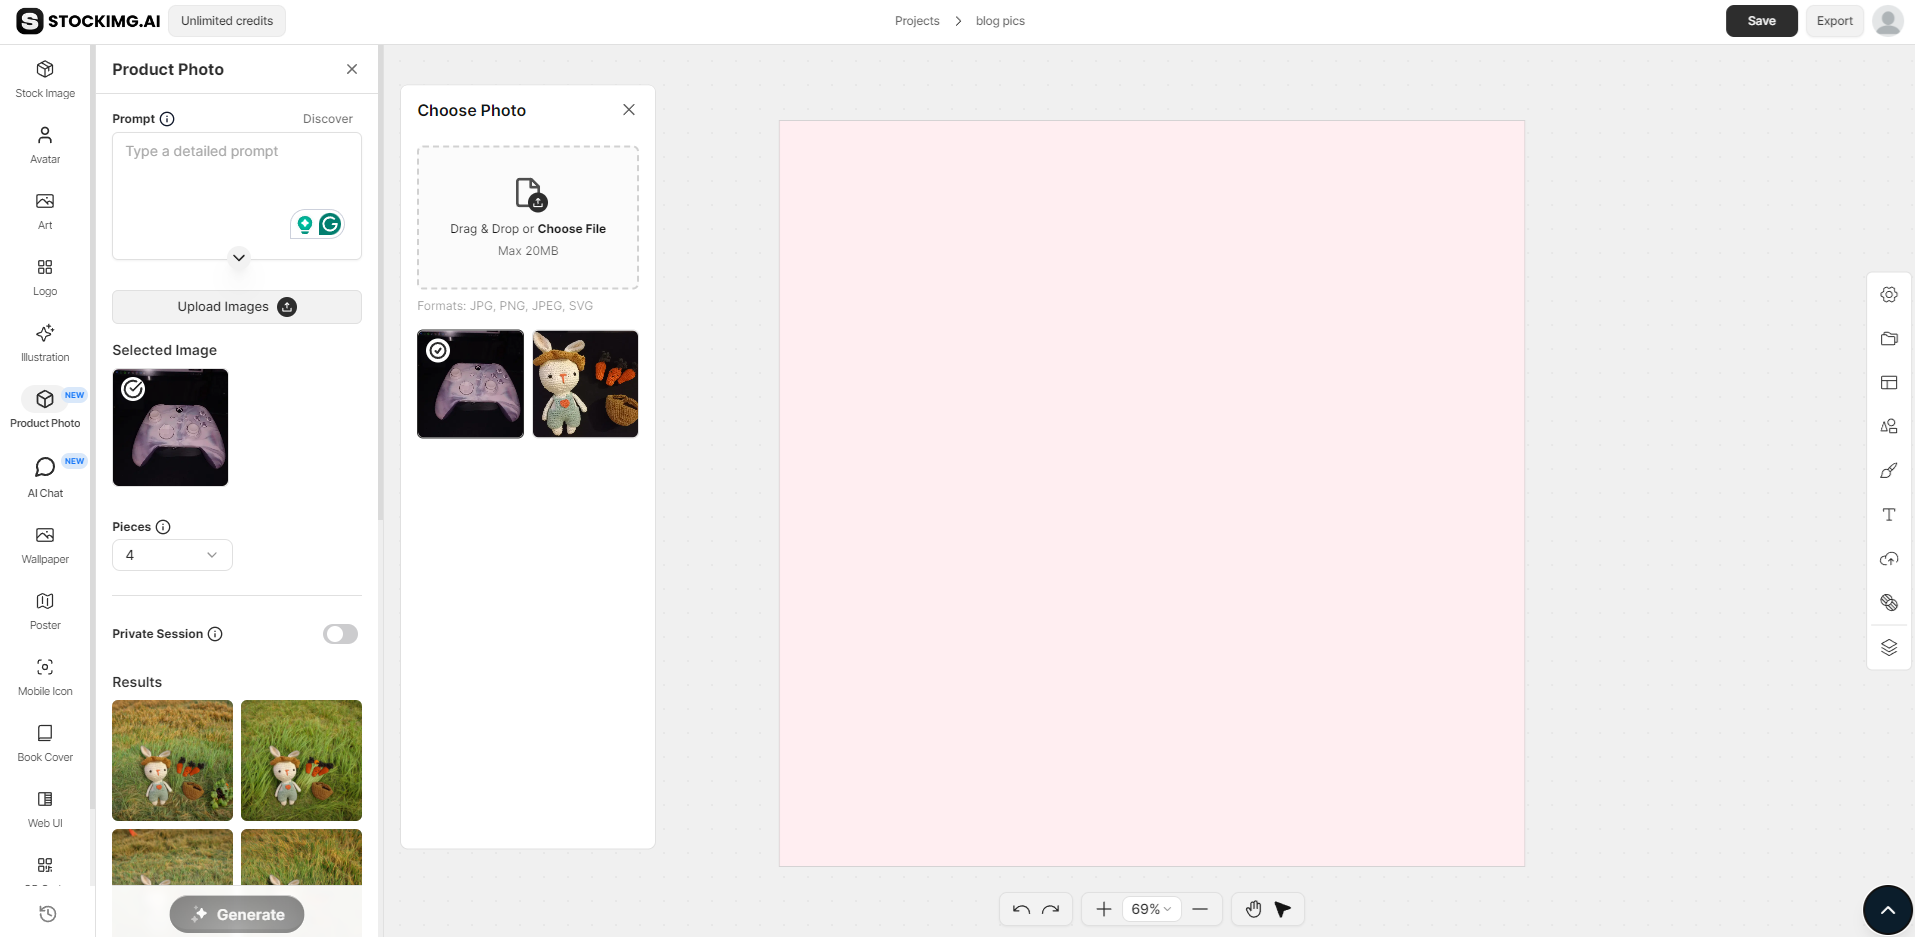 STOCKIMG.AI
Unlimited credits
Projects > blog pics
Save
Export
Stock Image
Avatar
Art
Logo
Illustration
NEW
Product Photo
NEW
AI Chat
Wallpaper
Poster
Mobile Icon
Book Cover
Web UI
Product Photo
Prompt
Discover
Type a detailed prompt
Upload Images
Selected Image
Pieces
4
Private Session
Results
Generate
Choose Photo
Drag & Drop or Choose File
Max 20MB
Formats: JPG, PNG, JPEG, SVG
69%